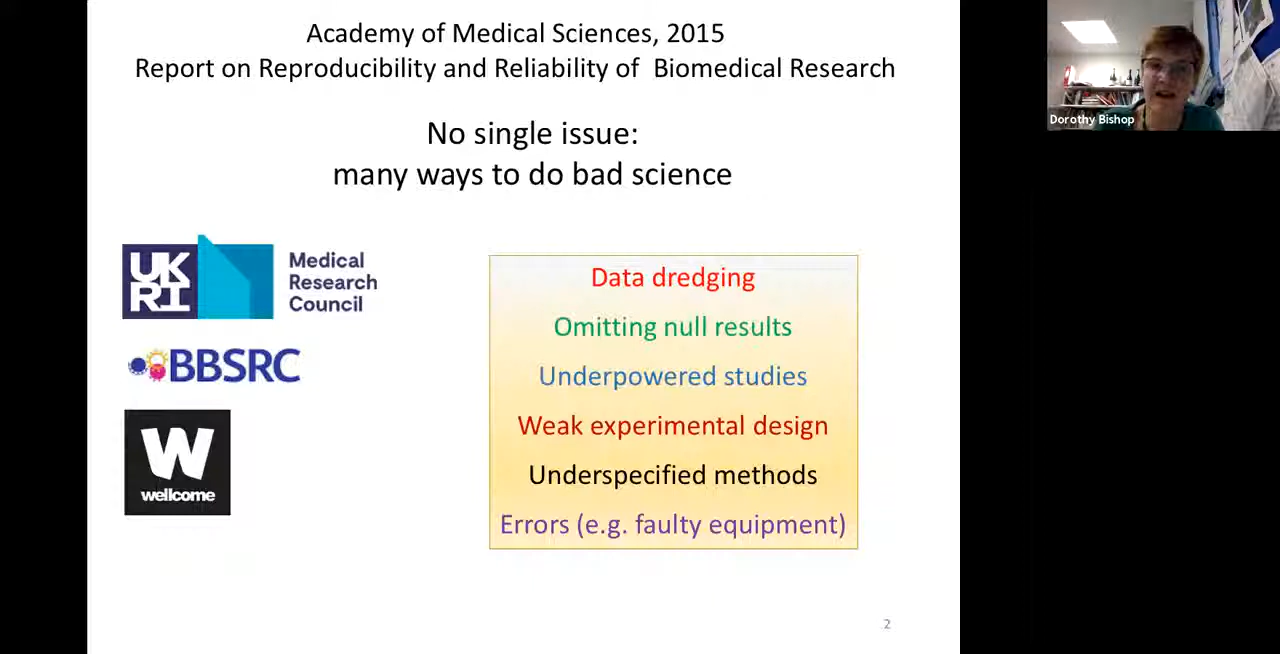 Academy of Medical Sciences, 2015
Report on Reproducibility and Reliability of Biomedical Research
No single issue:
many ways to do bad science
UK
RI
Medical
Research
Council
BBSRC
W
wellcome
Data dredging
Omitting null results
Underpowered studies
Weak experimental design
Underspecified methods
Errors (e.g. faulty equipment)
2
Dorothy Bishop